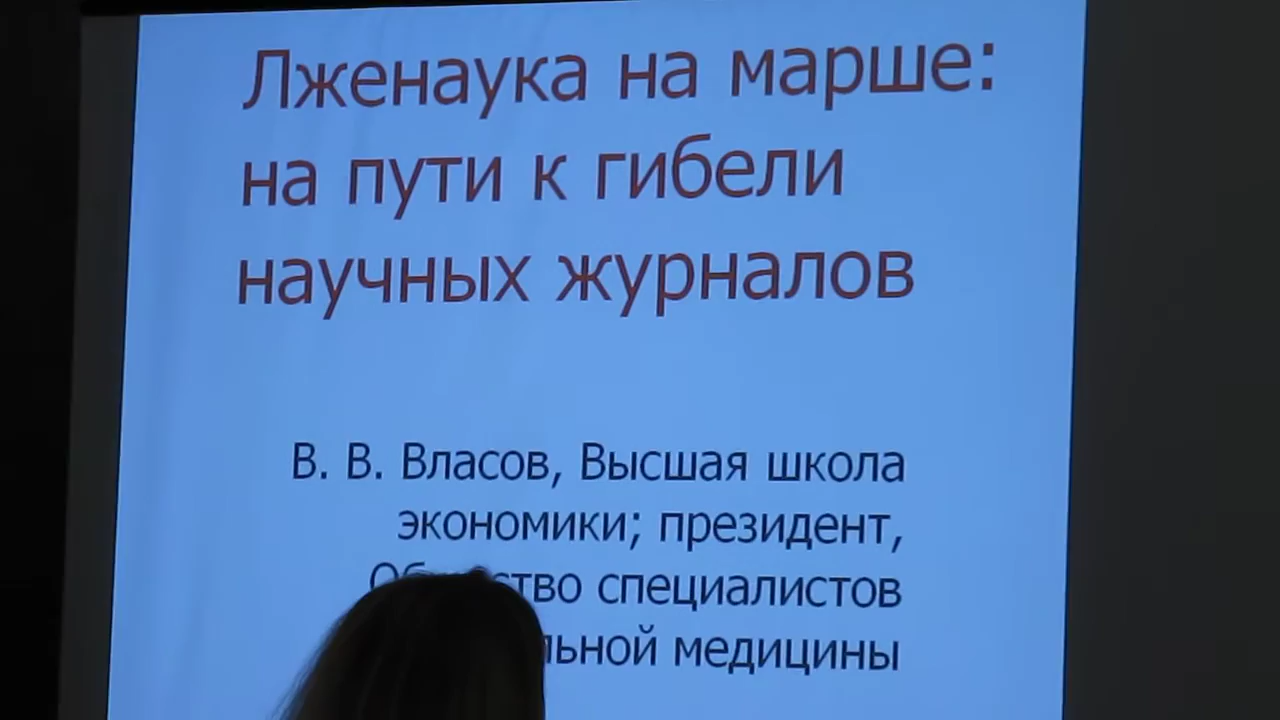 Лженаука на марше:
на пути к гибели
научных журналов
В. В. Власов, Высшая школа
экономики; президент,
специалистов
медицины